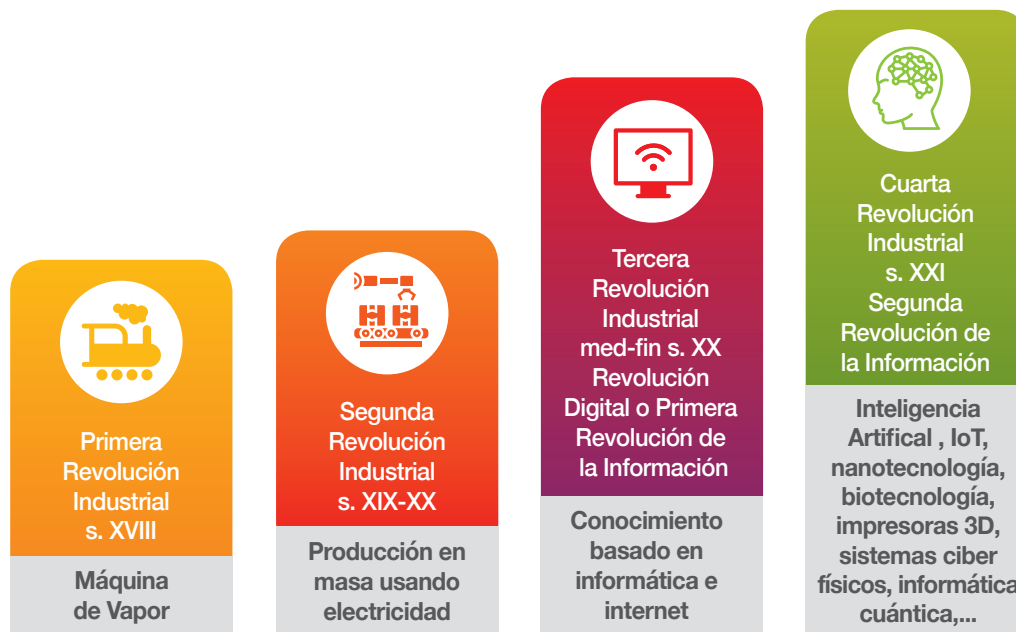 Primera
Revolución
Industrial
s. XVIII
Máquina
de Vapor
Segunda
Revolución
Industrial
s. XIX-XX
Producción en
masa usando
electricidad
Tercera
Revolución
Industrial
med-fin s. XX
Revolución
Digital o Primera
Revolución de
la Información
Conocimiento
basado en
informática e
internet
Cuarta
Revolución
Industrial
s. XXI
Segunda
Revolución de
la Información
Inteligencia
Artifical , IoT,
nanotecnología,
biotecnología,
impresoras 3D,
sistemas ciber
físicos, informática
cuántica,...